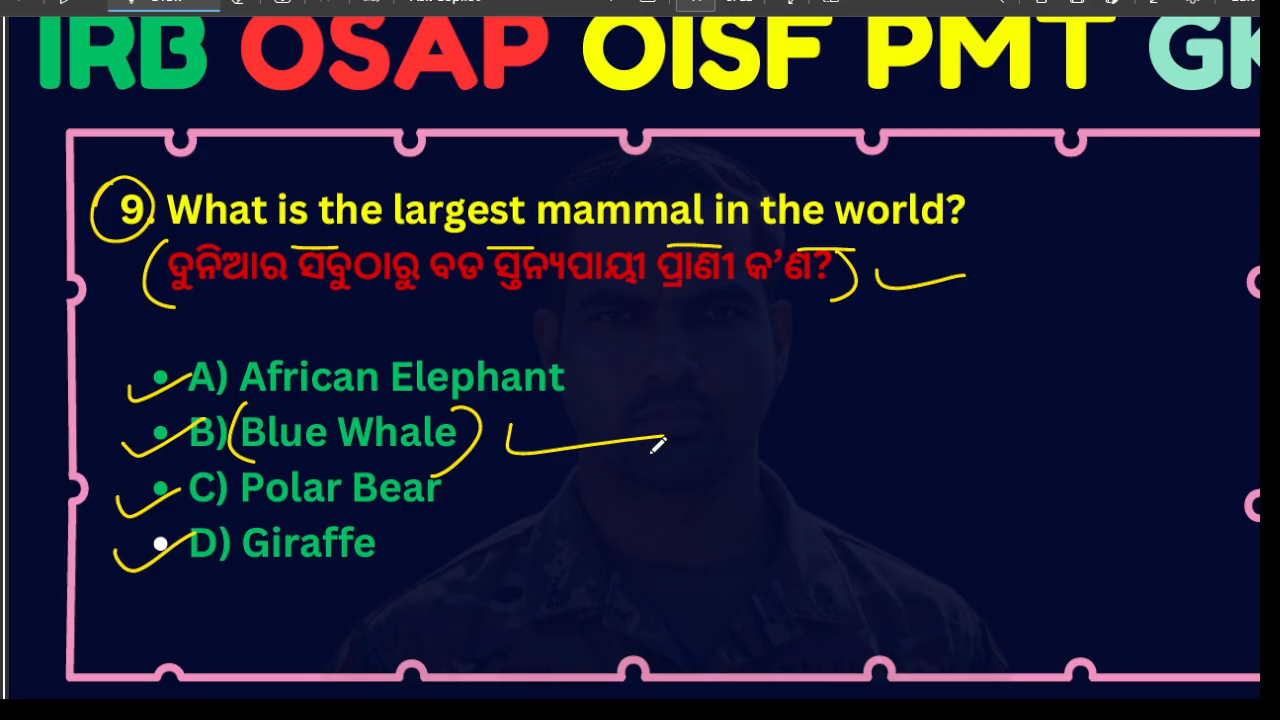 IRB OSAP OISF PMT GK
9. What is the largest mammal in the world?
ଦୁନିଆର ସବୁଠାରୁ ବଡ ସ୍ତନ୍ୟପାୟୀ ପ୍ରାଣୀ କ'ଣ?
A) African Elephant
B) Blue Whale
C) Polar Bear
D) Giraffe